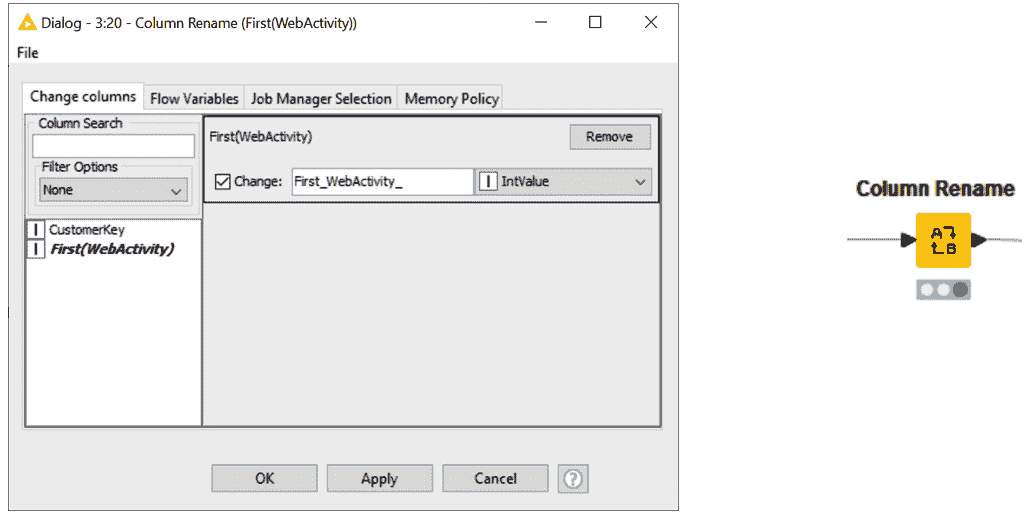 Dialog - 3:20 - Column Rename (First(WebActivity))
File
Change columns Flow Variables Job Manager Selection Memory Policy
Column Search
Filter Options
None
I CustomerKey
I First(WebActivity)
First(WebActivity) Remove
Change: First_WebActivity_ I IntValue
OK Apply Cancel ?
Column Rename
A
B